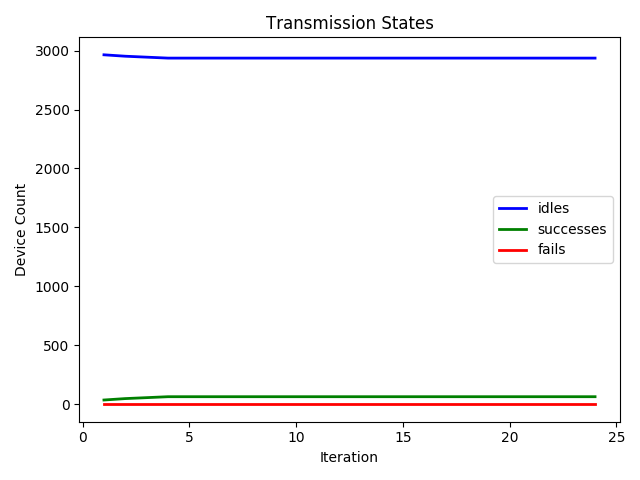 Transmission States
Device Count
3000
2500
2000
1500
1000
500
0
idles
successes
fails
0 5 10 15 20 25
Iteration